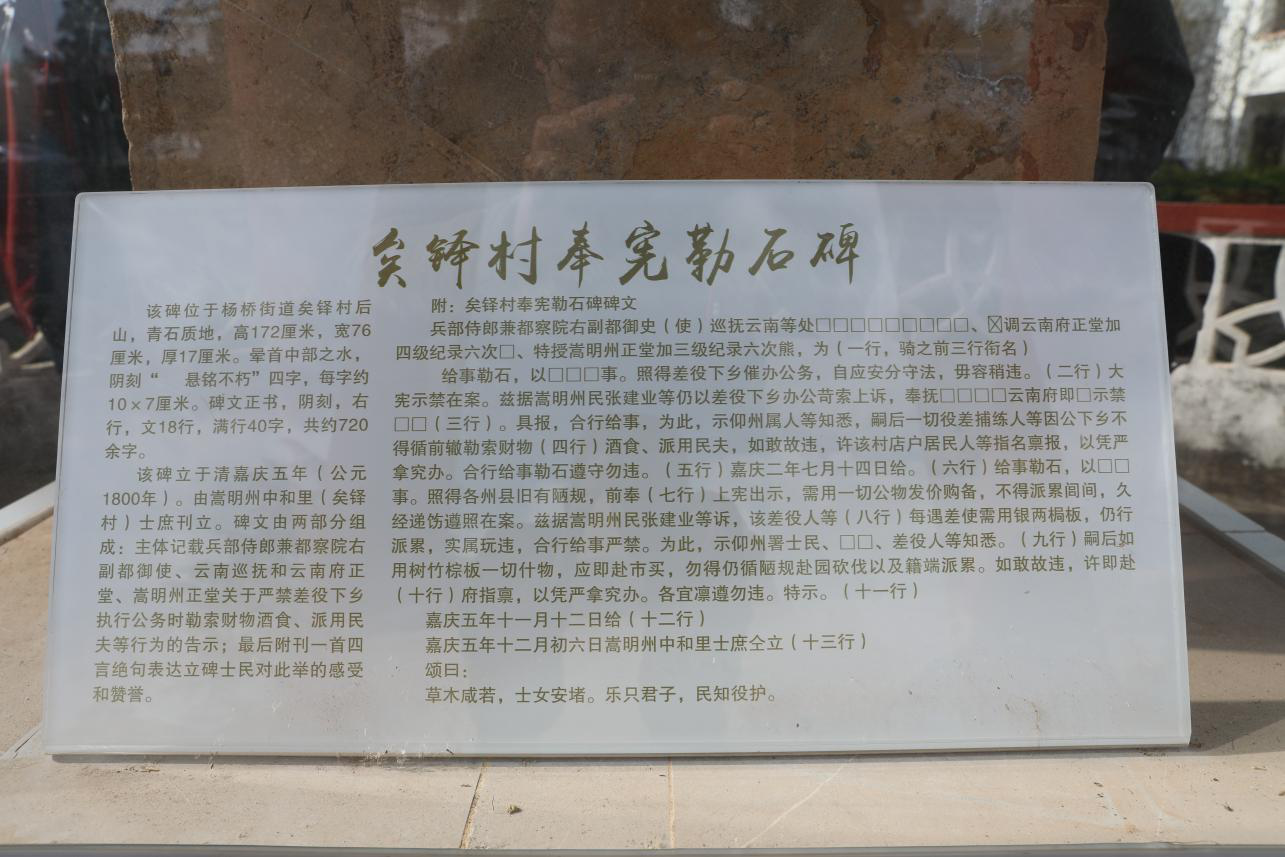 矣铎村奉宪勒石碑
该碑位于杨桥街道矣铎村后
山，青石质地，高172厘米，宽76
厘米，厚17厘米。晕首中部之水，
阴刻“　悬铭不朽”四字，每字约
10×7厘米。碑文正书，阴刻，右
行，文18行，满行40字，共约720
余字。
该碑立于清嘉庆五年（公元
1800年）。由嵩明州中和里（矣铎
村）士庶刊立。碑文由两部分组
成：主体记载兵部侍郎兼都察院右
副都御使、云南巡抚和云南府正
堂、嵩明州正堂关于严禁差役下乡
执行公务时勒索财物酒食、派用民
夫等行为的告示；最后附刊一首四
言绝句表达立碑士民对此举的感受
和赞誉。
附：矣铎村奉宪勒石碑碑文
兵部侍郎兼都察院右副都御史（使）巡抚云南等处□□□□□□□□□、☒调云南府正堂加
四级纪录六次□、特授嵩明州正堂加三级纪录六次熊，为（一行，骑之前三行衔名）
给事勒石，以□□□事。照得差役下乡催办公务，自应安分守法，毋容稍违。（二行）大
宪示禁在案。兹据嵩明州民张建业等仍以差役下乡办公苛索上诉，奉抚□□□□云南府即□示禁
□□（三行）。具报，合行给事，为此，示仰州属人等知悉，嗣后一切役差捕练人等因公下乡不
得循前辙勒索财物（四行）酒食、派用民夫，如敢故违，许该村店户居民人等指名禀报，以凭严
拿究办。合行给事勒石遵守勿违。（五行）嘉庆二年七月十四日给。（六行）给事勒石，以□□
事。照得各州县旧有陋规，前奉（七行）上宪出示，需用一切公物发价购备，不得派累闾间，久
经递饬遵照在案。兹据嵩明州民张建业等诉，该差役人等（八行）每遇差使需用银两梮板，仍行
派累，实属玩违，合行给事严禁。为此，示仰州署士民、□□、差役人等知悉。（九行）嗣后如
用树竹棕板一切什物，应即赴市买，勿得仍循陋规赴园砍伐以及籍端派累。如敢故违，许即赴
（十行）府指禀，以凭严拿究办。各宜凛遵勿违。特示。（十一行）
嘉庆五年十一月十二日给（十二行）
嘉庆五年十二月初六日嵩明州中和里士庶仝立（十三行）
颂曰：
草木咸若，士女安堵。乐只君子，民知役护。